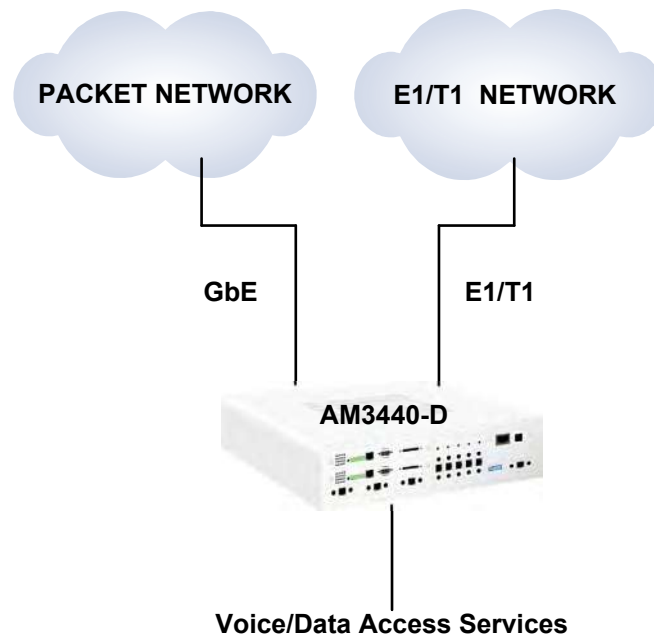 PACKET NETWORK
E1/T1 NETWORK
GbE
E1/T1
AM3440-D
Voice/Data Access Services